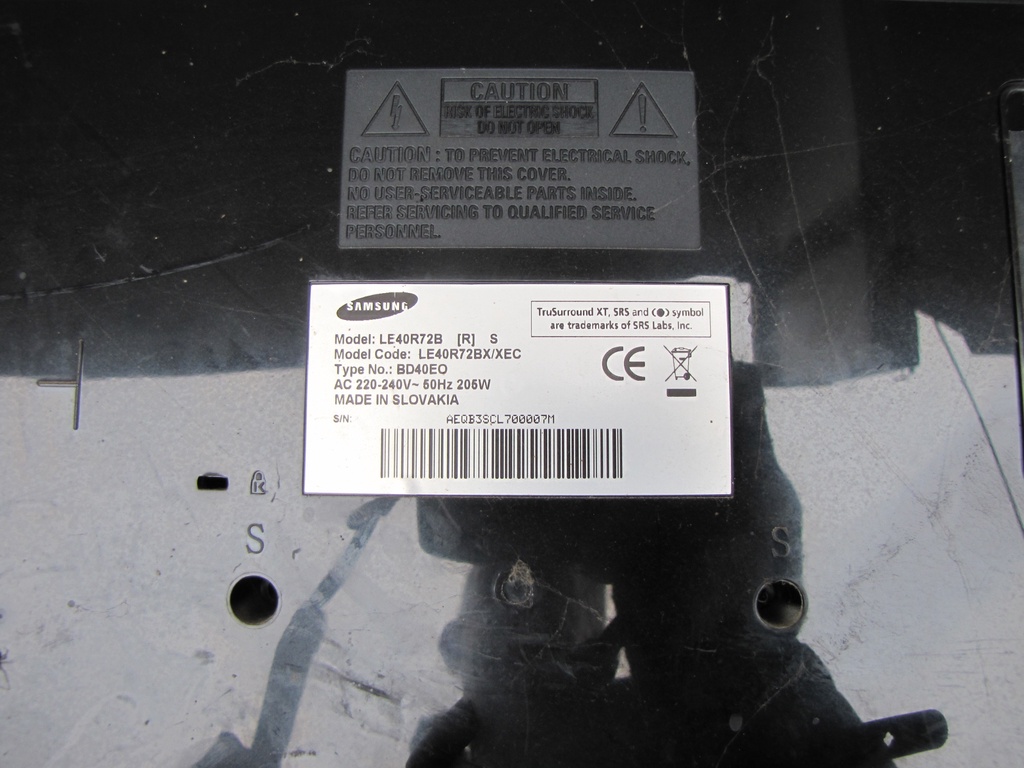 CAUTION
RISK OF ELECTRIC SHOCK
DO NOT OPEN
CAUTION : TO PREVENT ELECTRICAL SHOCK,
DO NOT REMOVE THIS COVER.
NO USER-SERVICEABLE PARTS INSIDE.
REFER SERVICING TO QUALIFIED SERVICE
PERSONNEL.
SAMSUNG
TruSurround XT, SRS and (●) symbol
are trademarks of SRS Labs, Inc.
Model: LE40R72B [R] S
Model Code: LE40R72BX/XEC
Type No.: BD40EO
AC 220-240V~ 50Hz 205W
MADE IN SLOVAKIA
CE
S/N: AEQB3SCL700007M
K
S S